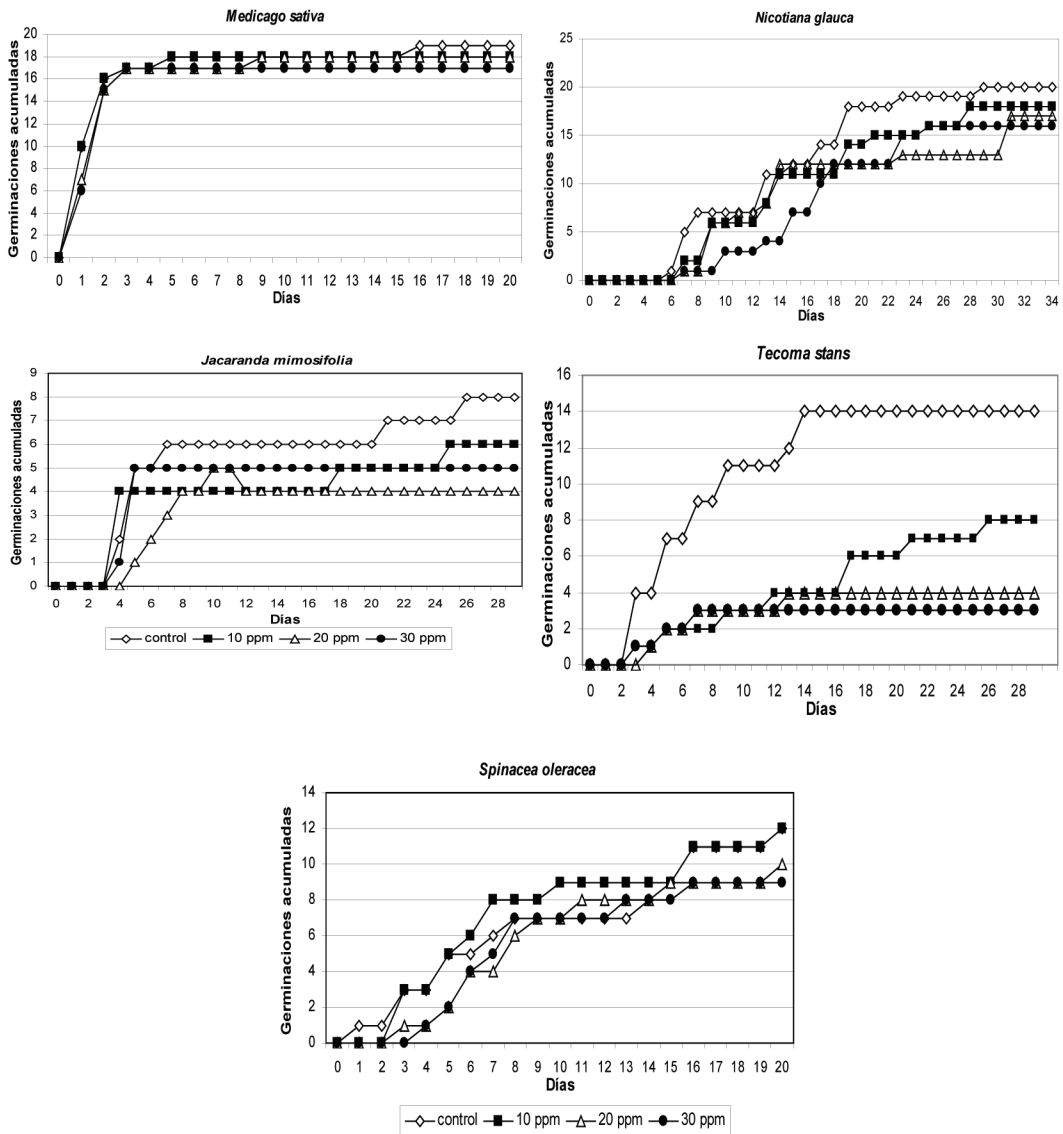 Medicago sativa
Germinaciones acumuladas
20
18
16
14
12
10
8
6
4
2
0
0 1 2 3 4 5 6 7 8 9 10 11 12 13 14 15 16 17 18 19 20
Días
Nicotiana glauca
Germinaciones acumuladas
25
20
15
10
5
0
0 2 4 6 8 10 12 14 16 18 20 22 24 26 28 30 32 34
Días
Jacaranda mimosifolia
Germinaciones acumuladas
9
8
7
6
5
4
3
2
1
0
0 2 4 6 8 10 12 14 16 18 20 22 24 26 28
Días
control 10 ppm 20 ppm 30 ppm
Tecoma stans
Germinaciones acumuladas
16
14
12
10
8
6
4
2
0
0 2 4 6 8 10 12 14 16 18 20 22 24 26 28
Días
Spinacea oleracea
Germinaciones acumuladas
14
12
10
8
6
4
2
0
0 1 2 3 4 5 6 7 8 9 10 11 12 13 14 15 16 17 18 19 20
Días
control 10 ppm 20 ppm 30 ppm